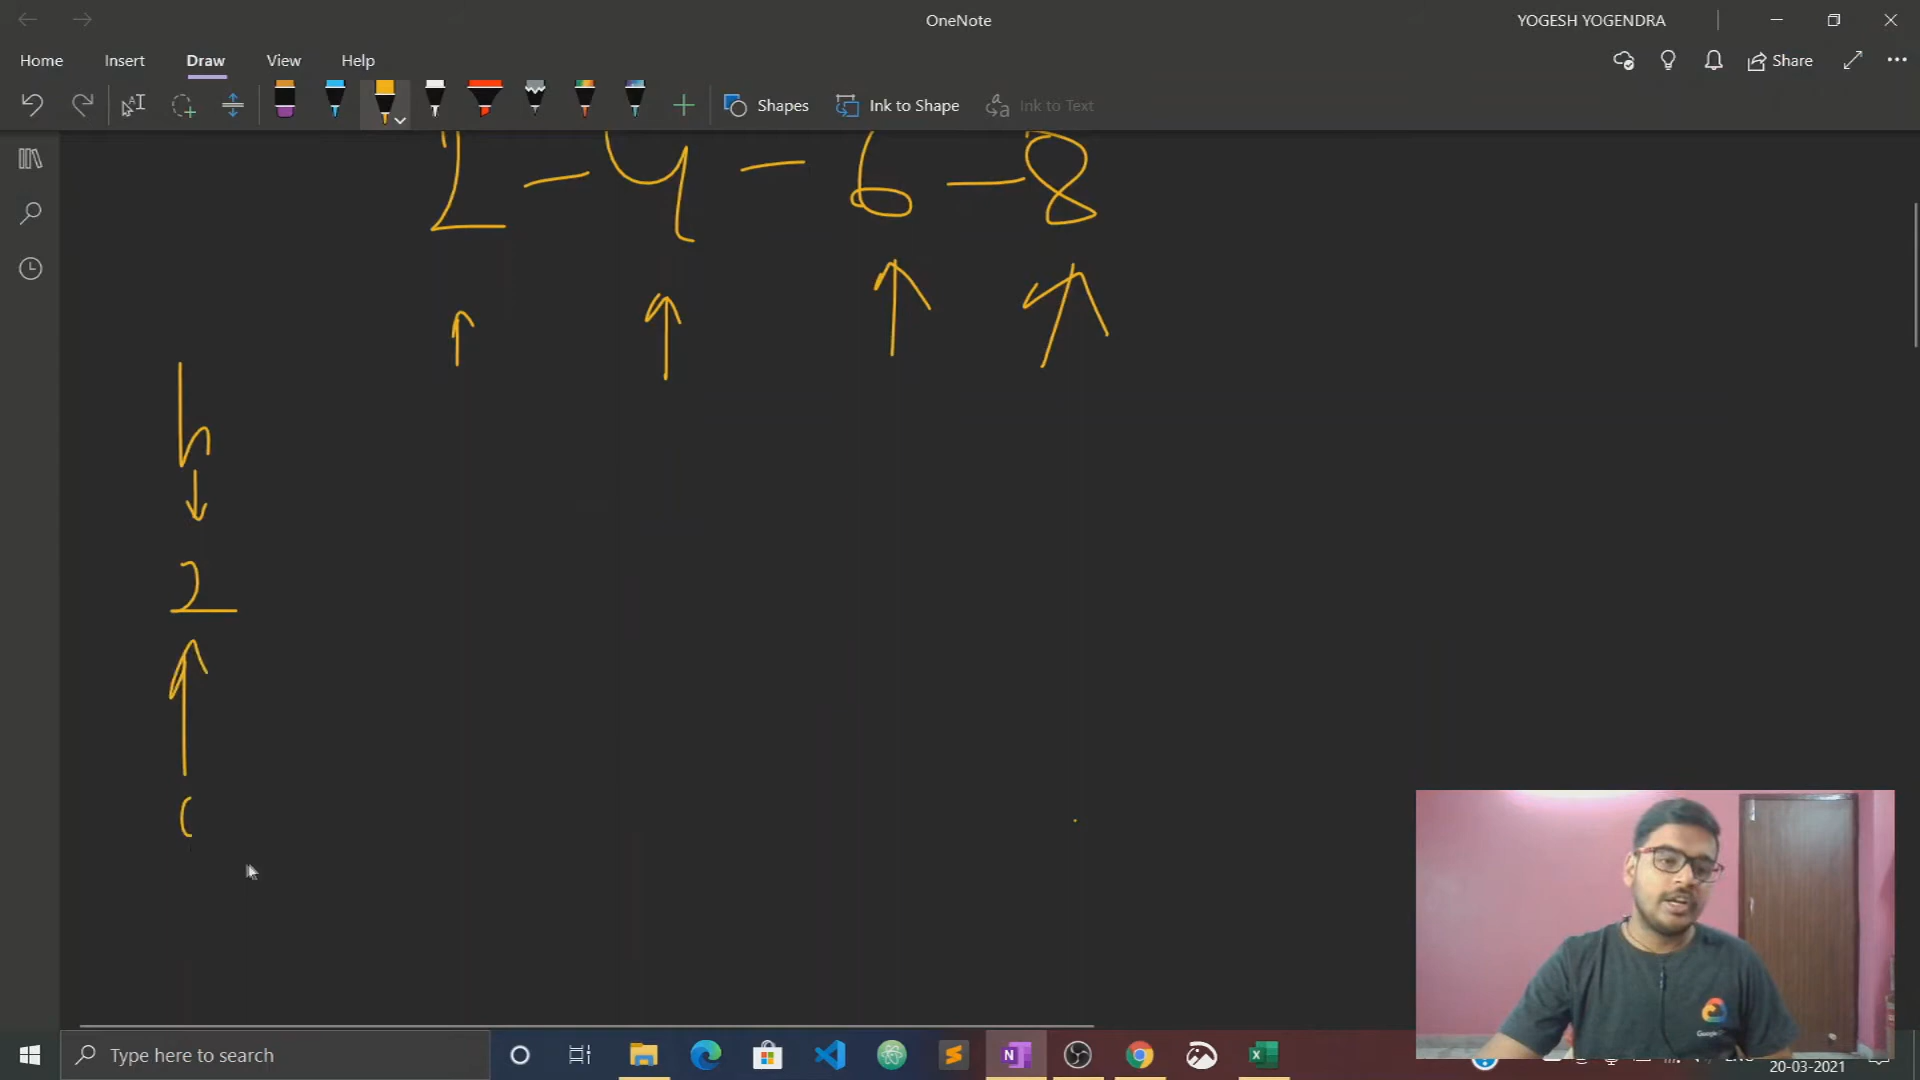 OneNote
YOGESH YOGENDRA
Home Insert Draw View Help
Share
Shapes Ink to Shape Ink to Text
2 - 4 - 6 - 8
h
2
Type here to search
20-03-2021